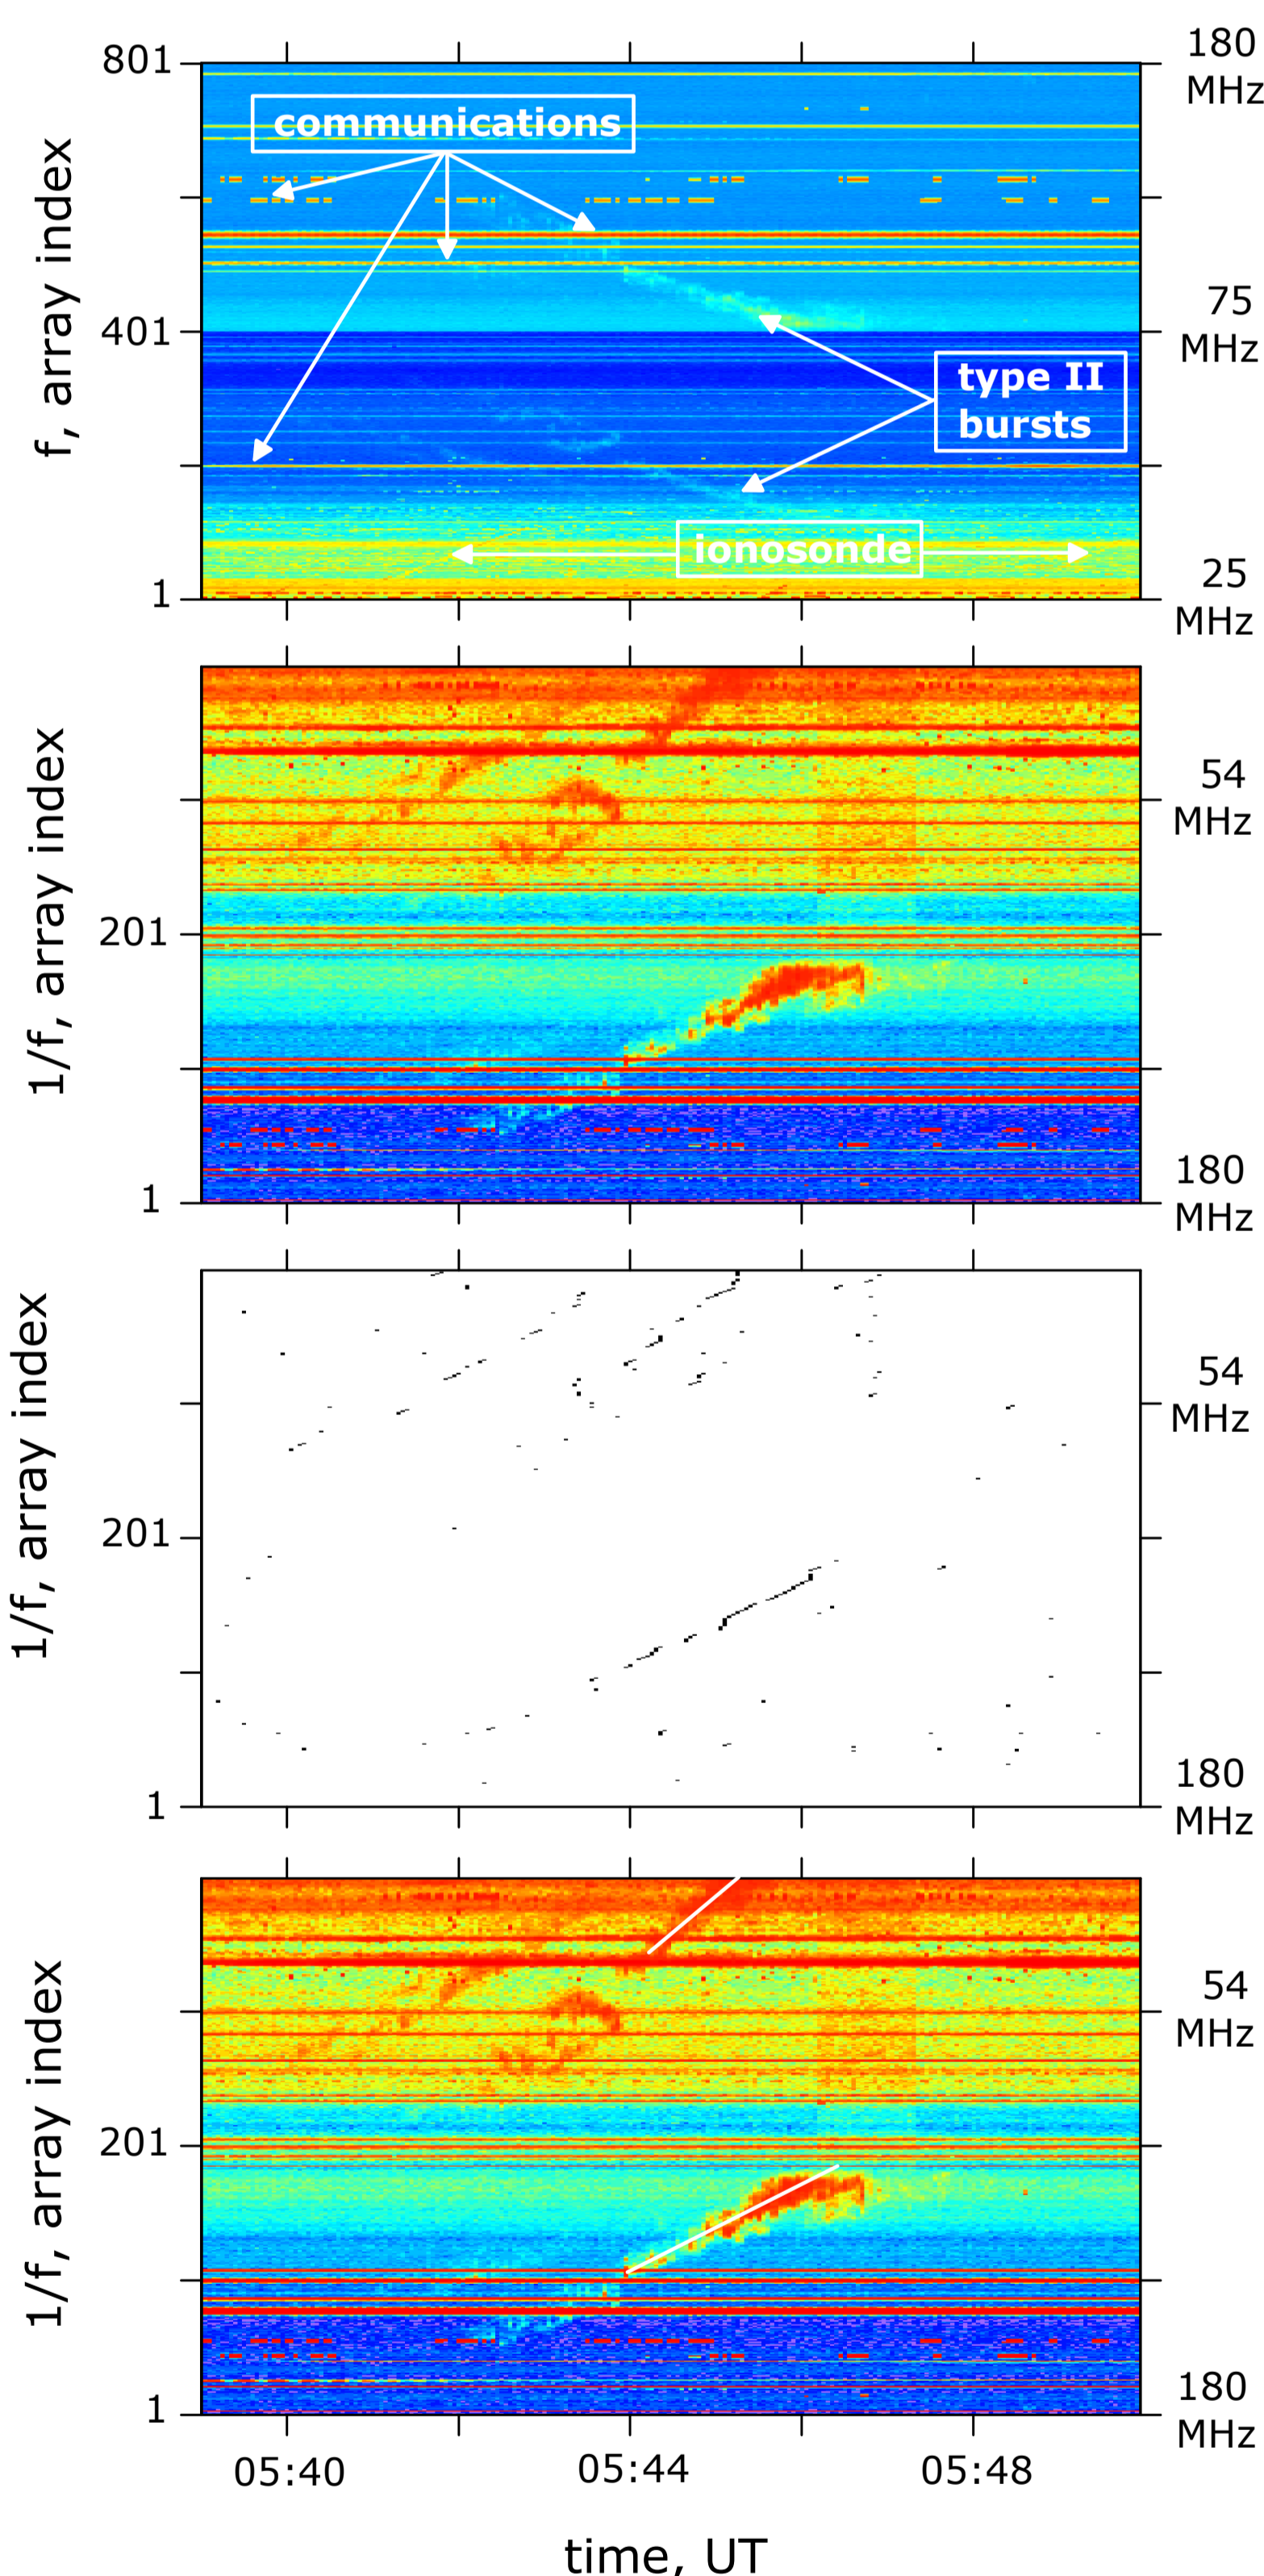 801
180
MHz
communications
f, array index
401
75
MHz
type II
bursts
ionosonde
25
MHz
1
1/f, array index
54
MHz
201
180
MHz
1
1/f, array index
54
MHz
201
180
MHz
1
1/f, array index
54
MHz
201
180
MHz
1
05:40
05:44
05:48
time, UT